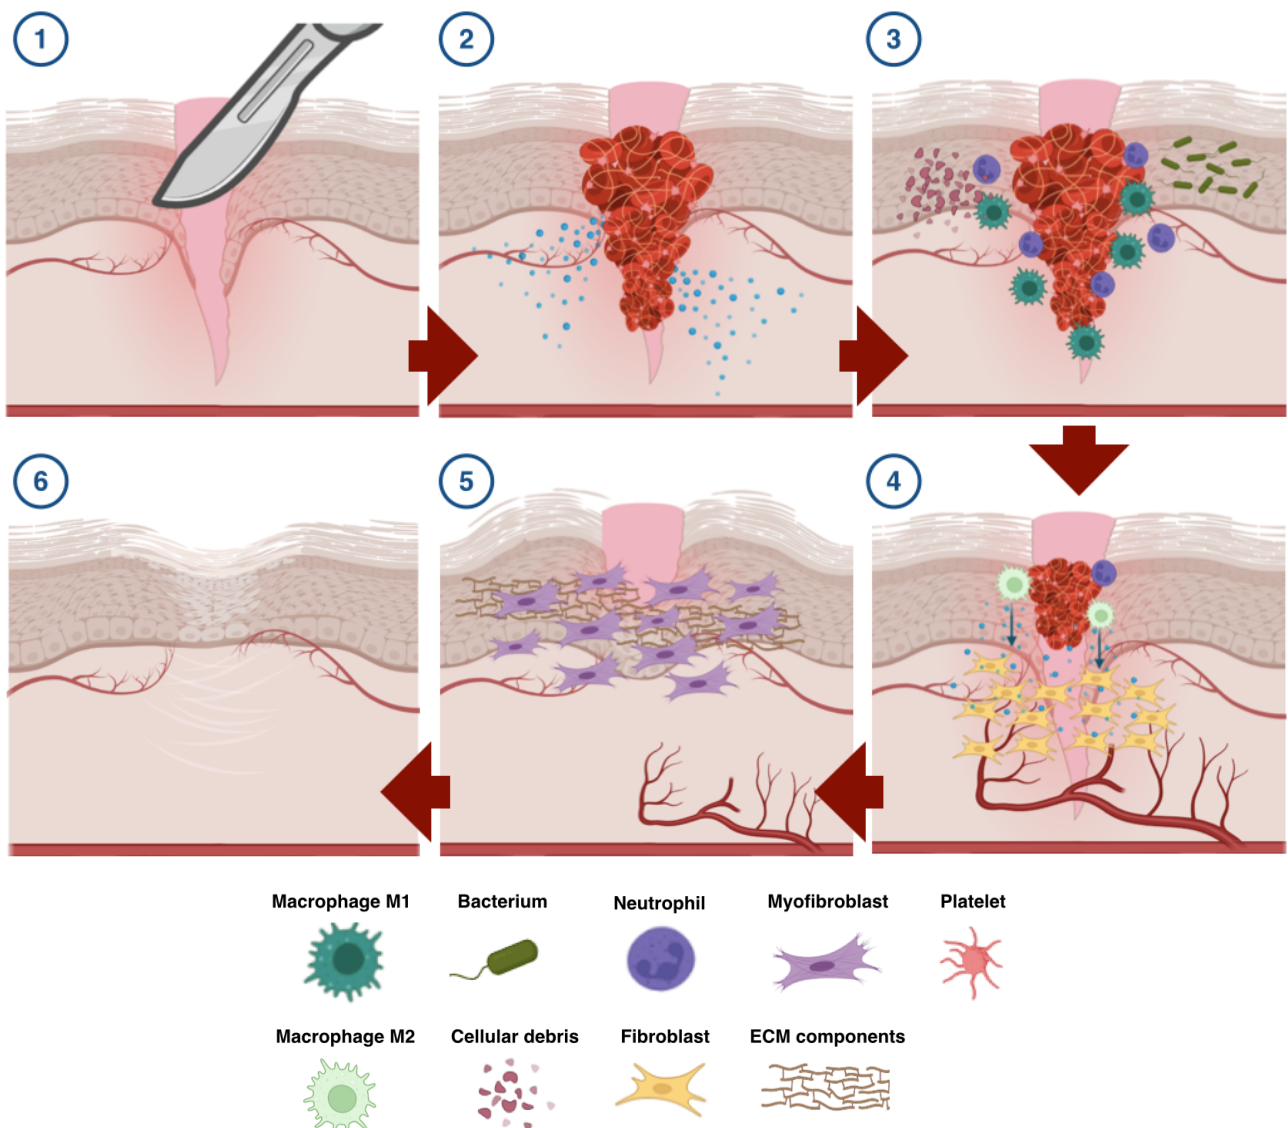 1
2
3
6
5
4
Macrophage M1
Bacterium
Neutrophil
Myofibroblast
Platelet
Macrophage M2
Cellular debris
Fibroblast
ECM components